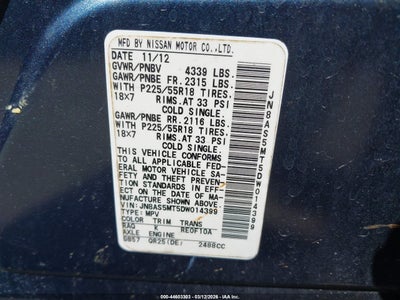 MFD BY NISSAN MOTOR CO.,LTD.
DATE 11/12
GVWR/PNBV 4339 LBS.
GAWR/PNBE FR. 2315 LBS.
WITH P225/55R18 TIRES.
18X7 RIMS.AT 33 PSI
COLD SINGLE.
GAWR/PNBE RR. 2116 LBS.
WITH P225/55R18 TIRES.
18X7 RIMS.AT 33 PSI
COLD SINGLE.
THIS VEHICLE CONFORMS
TO ALL APPLICABLE FED-
ERAL MOTOR VEHICLE SA-
FETY AND THEFT PREVEN-
TION STANDARDS IN EFF-
ECT ON THE DATE OF MA-
NUFACTURE SHOWN ABOVE.
(VIN): JN8AS5MT5DW014399
TYPE: MPV
COLOR TRIM TRANS
RAQ K RE0F10A
AXLE ENGINE
GB57 QR25(DE) 2488CC
JN8AS5MT5DW014399
000-44603303 - 03/12/2026 - IAA Chicago